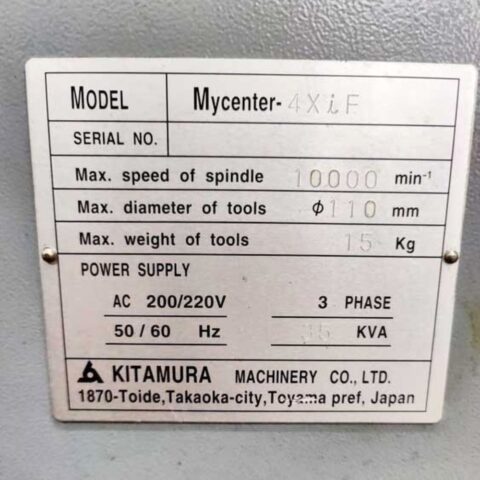 MODEL Mycenter-4XiF
SERIAL NO.
Max. speed of spindle 10000 min-1
Max. diameter of tools φ110 mm
Max. weight of tools 15 Kg
POWER SUPPLY
AC 200/220V 3 PHASE
50/60 Hz 35 KVA
KITAMURA MACHINERY CO., LTD.
1870-Toide,Takaoka-city,Toyama pref, Japan